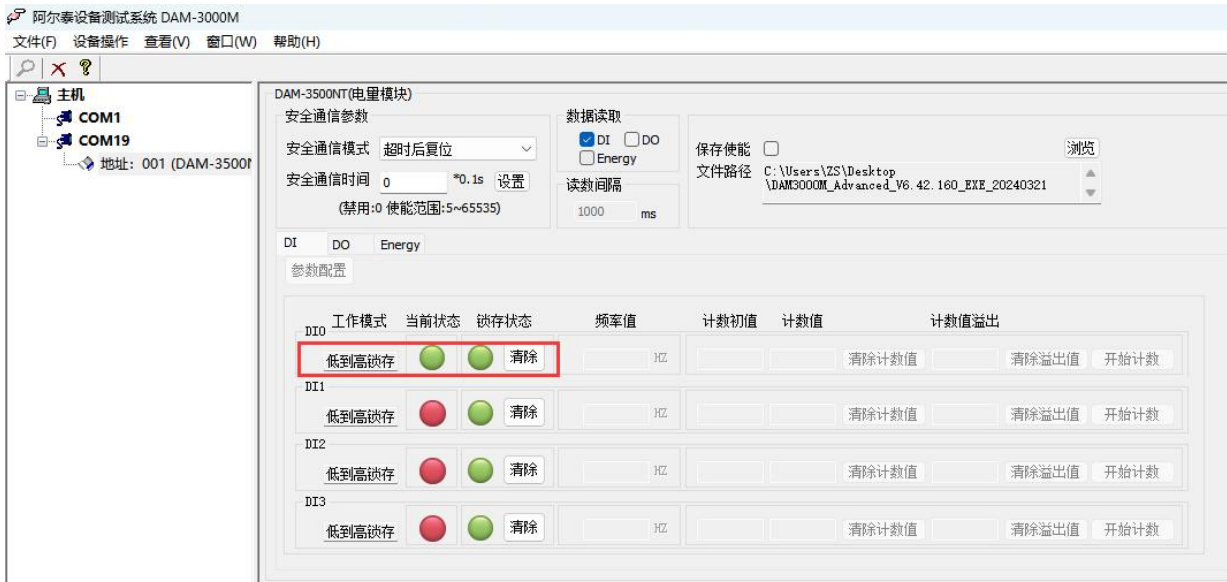 阿尔泰设备测试系统 DAM-3000M
文件(F) 设备操作 查看(V) 窗口(W) 帮助(H)
主机
COM1
COM19
地址: 001 (DAM-3500N
DAM-3500NT(电量模块)
安全通信参数
安全通信模式 超时后复位
安全通信时间 0 *0.1s 设置
(禁用:0 使能范围:5~65535)
数据读取
DI DO
Energy
读数间隔
1000 ms
保存使能 浏览
文件路径 C:\Users\ZS\Desktop
\DAM3000M_Advanced_V6.42.160_EXE_20240321
DI DO Energy
参数配置
工作模式 当前状态 锁存状态 频率值 计数初值 计数值 计数值溢出
DI0
低到高锁存 清除 HZ 清除计数值 清除溢出值 开始计数
DI1
低到高锁存 清除 HZ 清除计数值 清除溢出值 开始计数
DI2
低到高锁存 清除 HZ 清除计数值 清除溢出值 开始计数
DI3
低到高锁存 清除 HZ 清除计数值 清除溢出值 开始计数